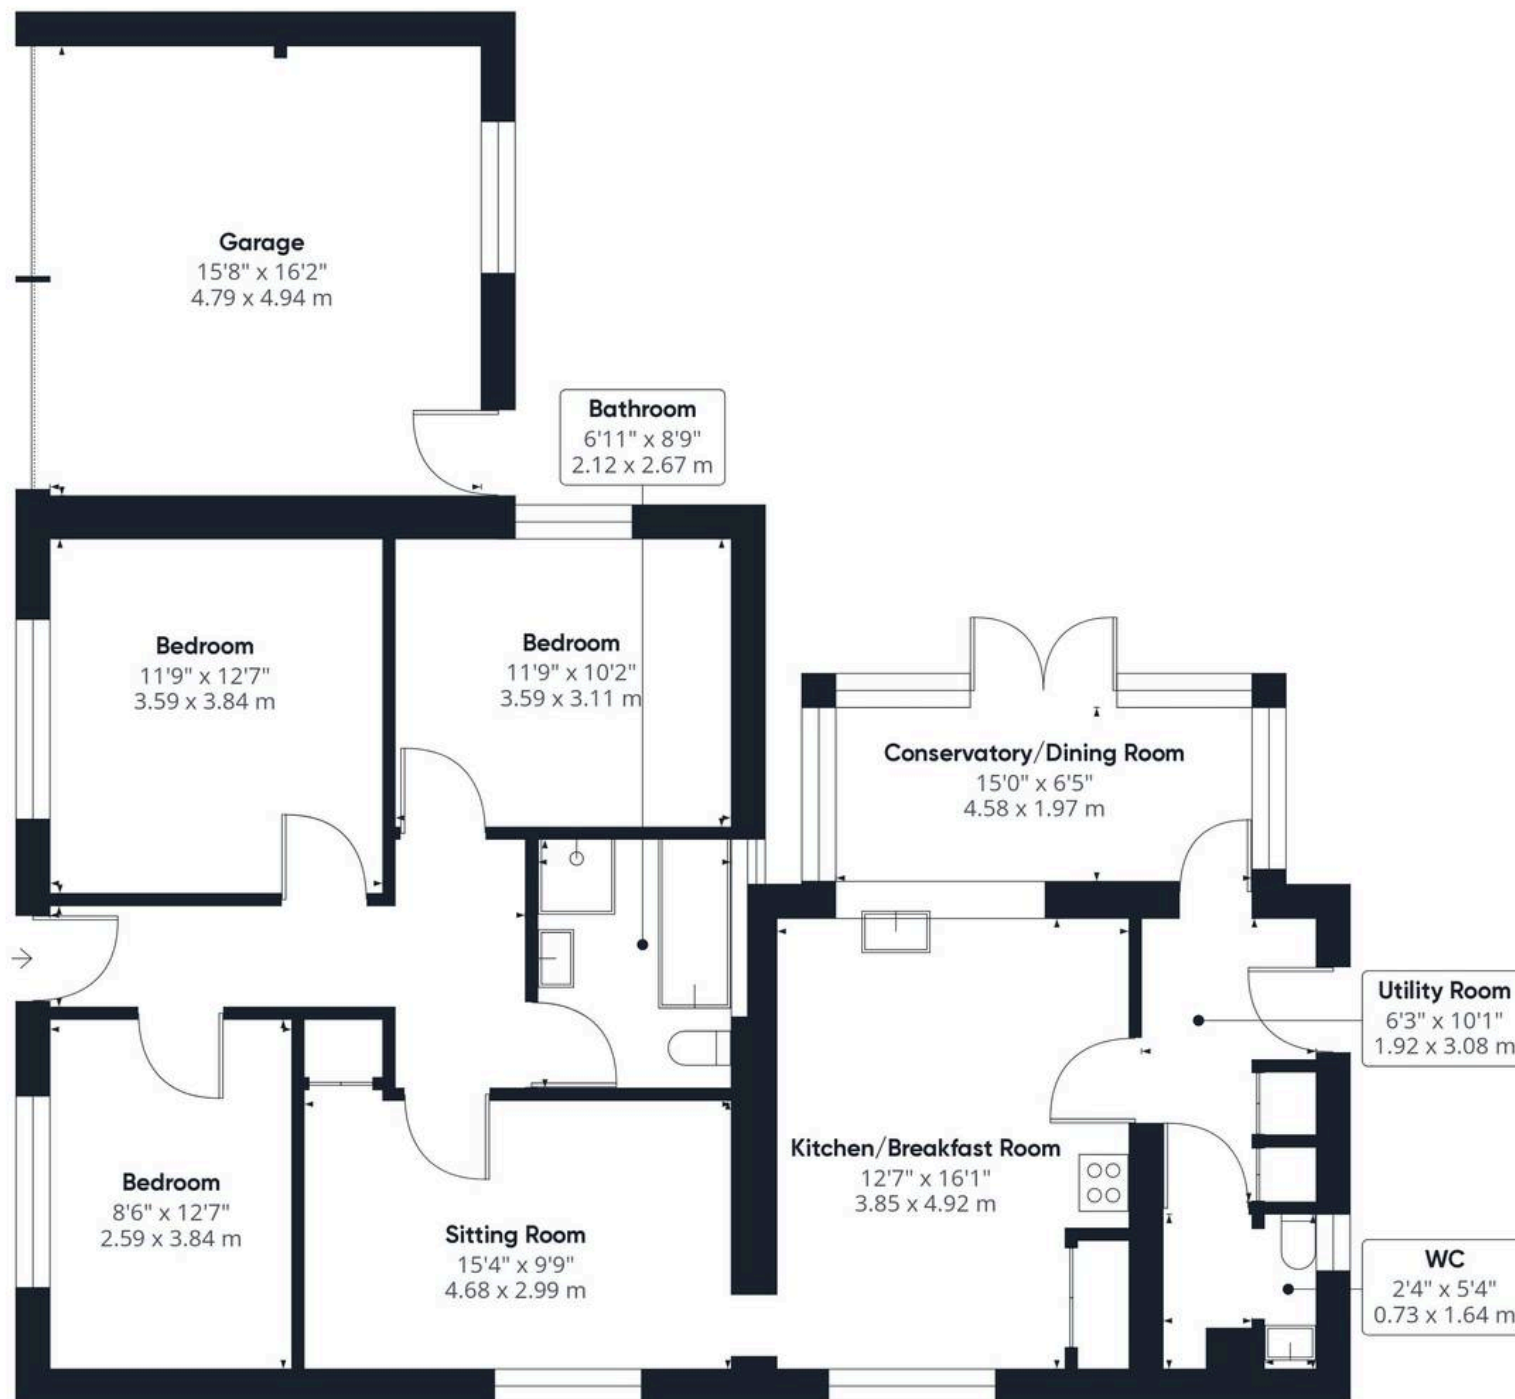 Garage
15'8" x 16'2"
4.79 x 4.94 m
Bathroom
6'11" x 8'9"
2.12 x 2.67 m
Bedroom
11'9" x 12'7"
3.59 x 3.84 m
Bedroom
11'9" x 10'2"
3.59 x 3.11 m
Conservatory/Dining Room
15'0" x 6'5"
4.58 x 1.97 m
Utility Room
6'3" x 10'1"
1.92 x 3.08 m
Kitchen/Breakfast Room
12'7" x 16'1"
3.85 x 4.92 m
Bedroom
8'6" x 12'7"
2.59 x 3.84 m
Sitting Room
15'4" x 9'9"
4.68 x 2.99 m
WC
2'4" x 5'4"
0.73 x 1.64 m